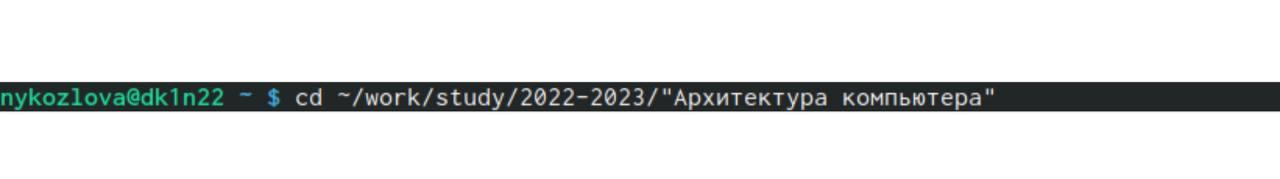 nykozlova@dk1n22 ~ $ cd ~/work/study/2022-2023/"Архитектура компьютера"